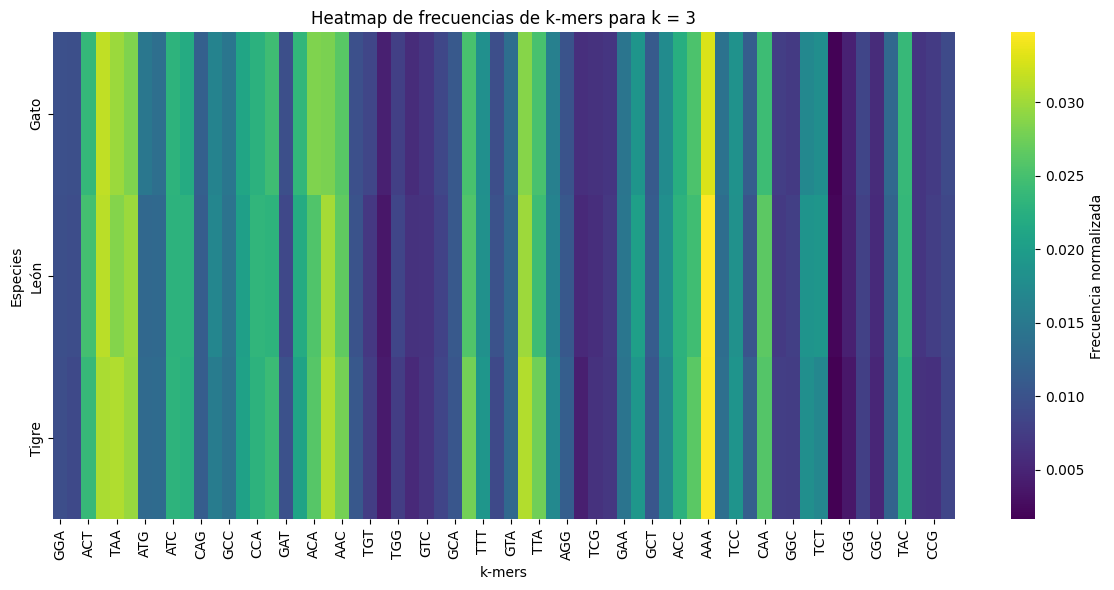 Heatmap de frecuencias de k-mers para k = 3
Especies
Gato
León
Tigre
GGA
ACT
TAA
ATG
ATC
CAG
GCC
CCA
GAT
ACA
AAC
TGT
TGG
GTC
GCA
TTT
GTA
TTA
AGG
TCG
GAA
GCT
ACC
AAA
TCC
CAA
GGC
TCT
CGG
CGC
TAC
CCG
k-mers
0.030
0.025
0.020
0.015
0.010
0.005
Frecuencia normalizada